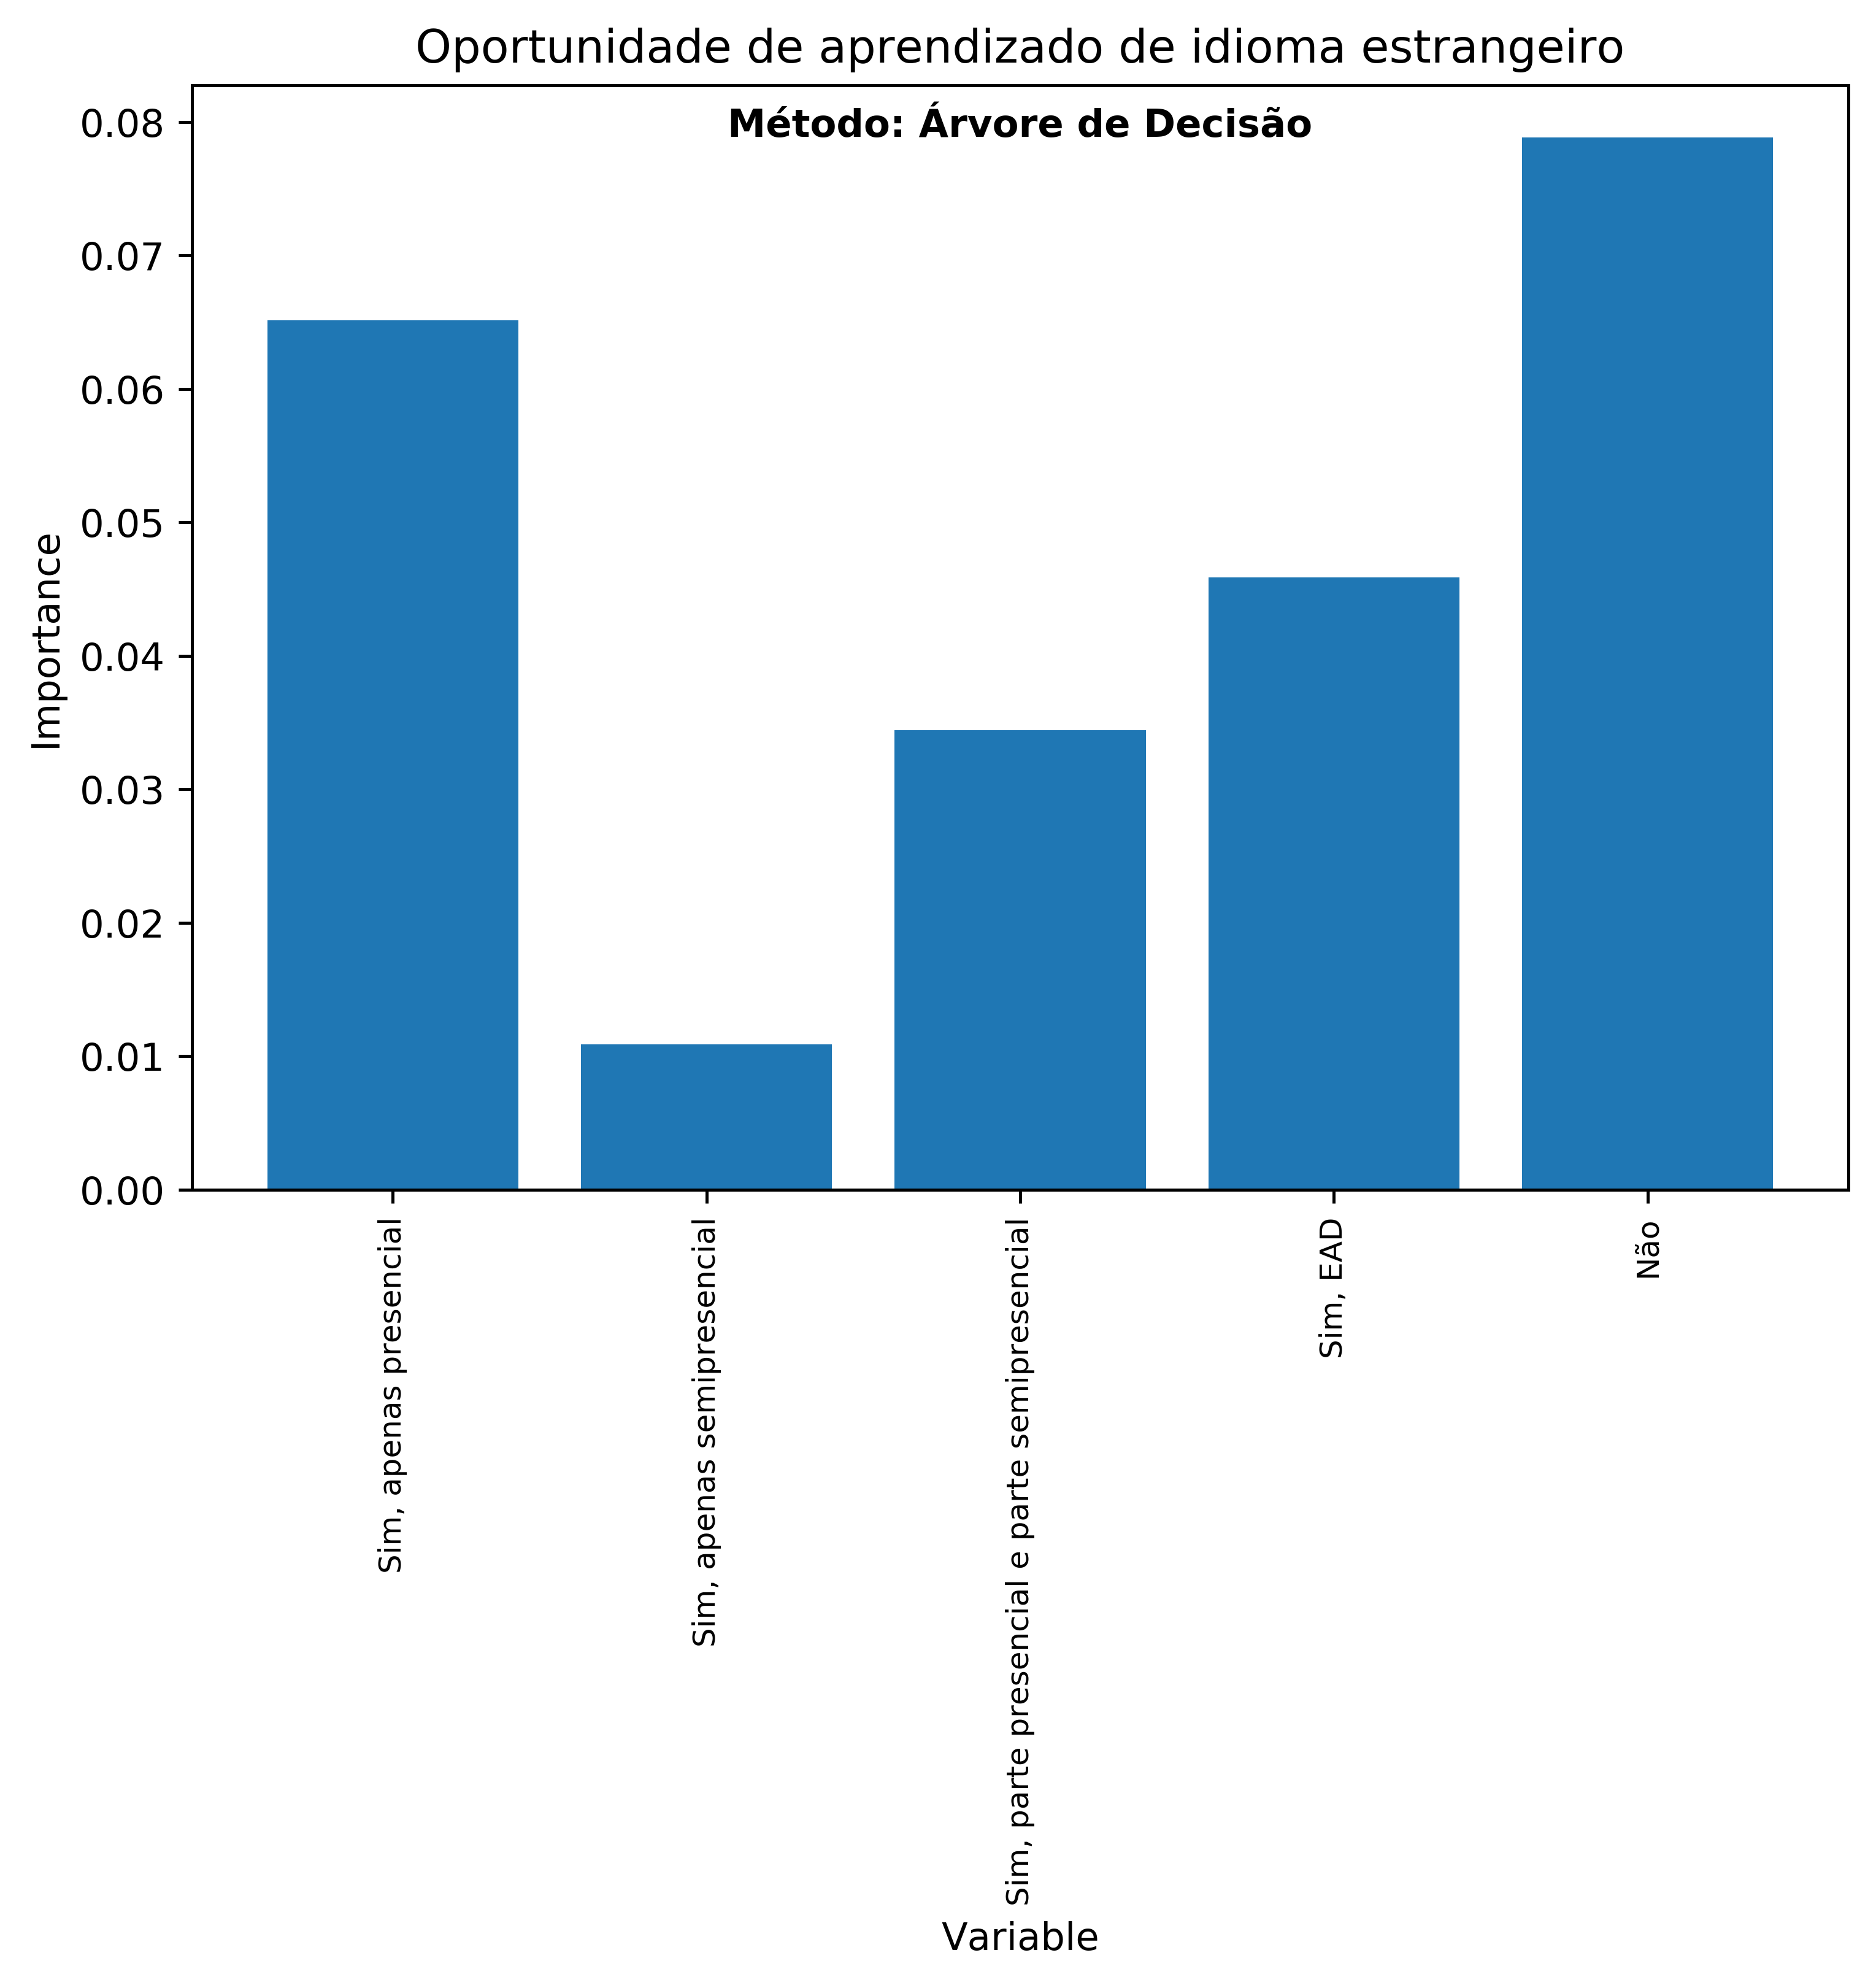 Oportunidade de aprendizado de idioma estrangeiro
Método: Árvore de Decisão
0.08
0.07
0.06
0.05
0.04
0.03
0.02
0.01
0.00
Importance
Sim, apenas presencial
Sim, apenas semipresencial
Sim, parte presencial e parte semipresencial
Sim, EAD
Não
Variable